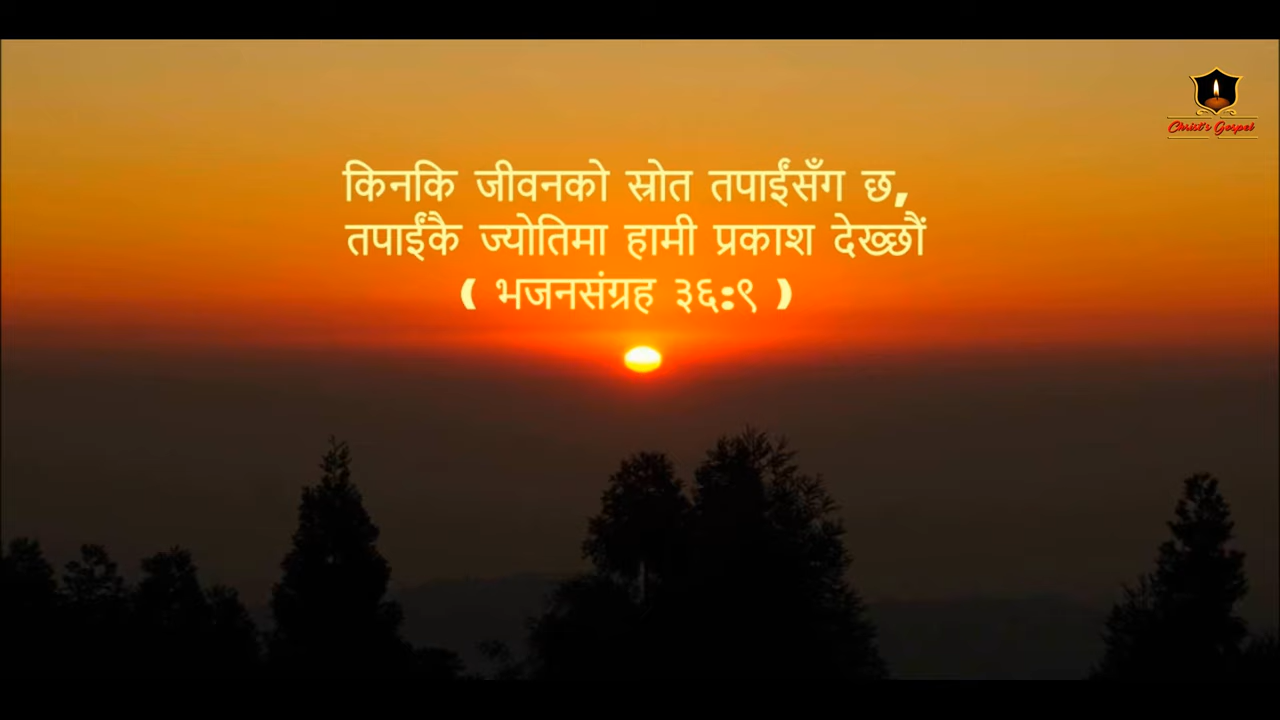 Christ's Gospel
किनकि जीवनको स्रोत तपाईंसँग छ,
तपाईंकै ज्योतिमा हामी प्रकाश देख्छौं
( भजनसंग्रह ३६:९ )